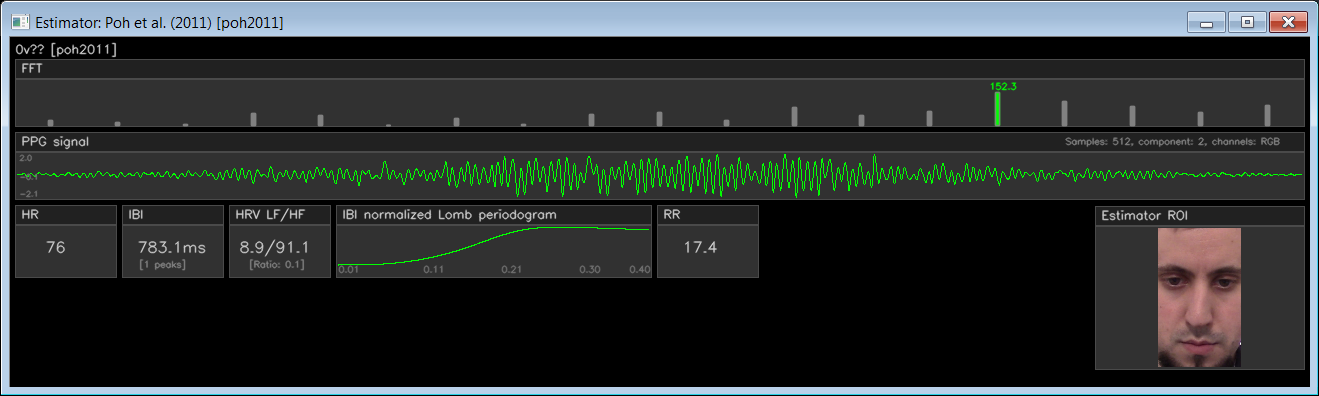 Estimator: Poh et al. (2011) [poh2011]
0v?? [poh2011]
FFT
152.3
PPG signal
Samples: 512, component: 2, channels: RGB
2.0
-2.1
HR
IBI
HRV LF/HF
IBI normalized Lomb periodogram
RR
Estimator ROI
76
783.1ms
8.9/91.1
17.4
[1 peaks]
[Ratio: 0.1]
0.01 0.11 0.21 0.30 0.40